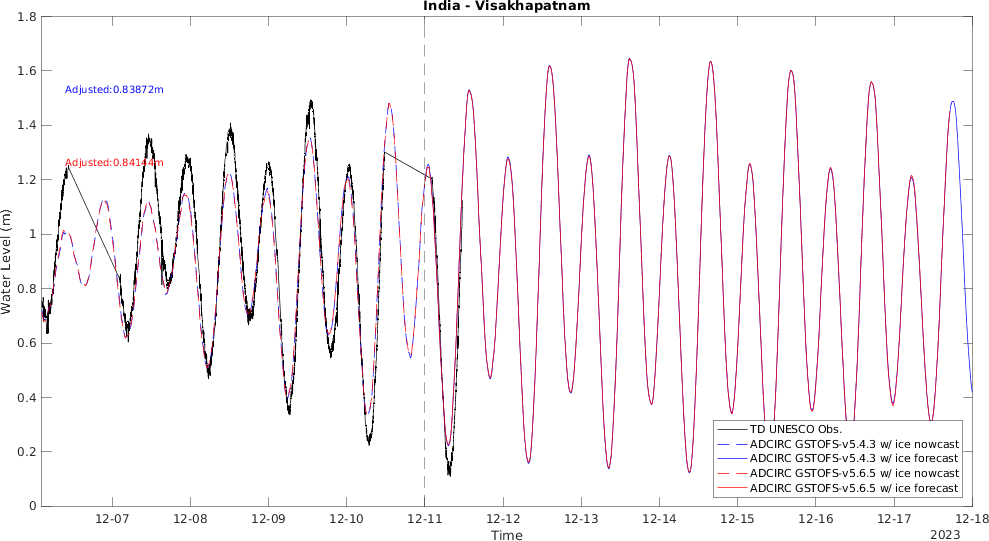 India - Visakhapatnam
1.8
1.6
1.4
1.2
1
0.8
0.6
0.4
0.2
0
Water Level (m)
Adjusted:0.83872m
Adjusted:0.84144m
TD UNESCO Obs.
ADCIRC GSTOFS-v5.4.3 w/ ice nowcast
ADCIRC GSTOFS-v5.4.3 w/ ice forecast
ADCIRC GSTOFS-v5.6.5 w/ ice nowcast
ADCIRC GSTOFS-v5.6.5 w/ ice forecast
12-07 12-08 12-09 12-10 12-11 12-12 12-13 12-14 12-15 12-16 12-17 12-18
Time
2023